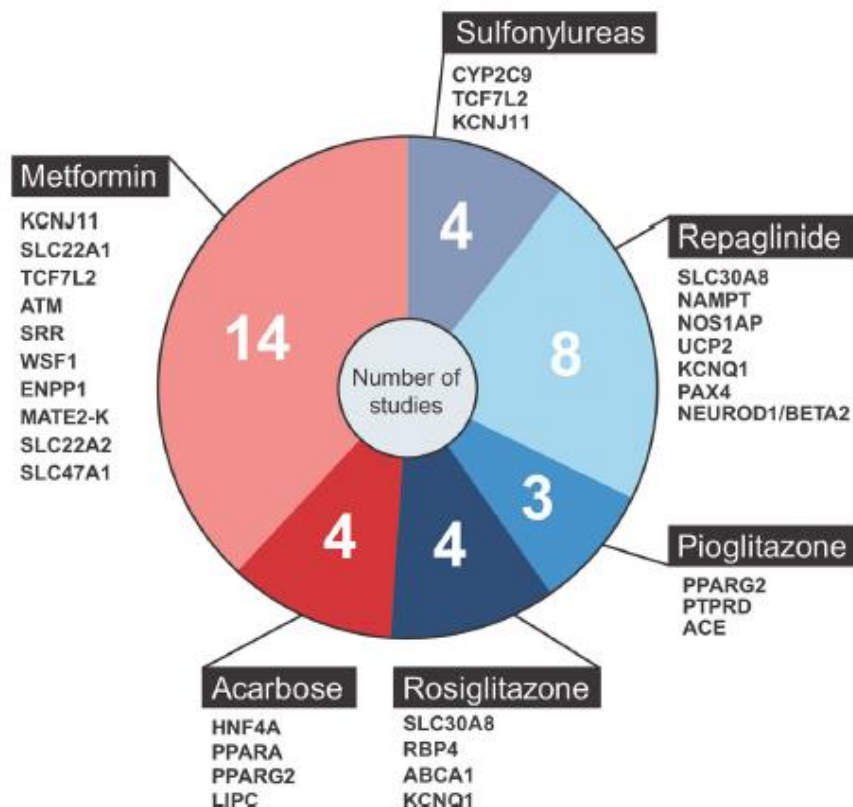 Sulfonylureas
CYP2C9
TCF7L2
KCNJ11
Metformin
KCNJ11
SLC22A1
TCF7L2
ATM
SRR
WSF1
ENPP1
MATE2-K
SLC22A2
SLC47A1
Repaglinide
SLC30A8
NAMPT
NOS1AP
UCP2
KCNQ1
PAX4
NEUROD1/BETA2
4
14
8
Number of
studies
3
4
4
Pioglitazone
PPARG2
PTPRD
ACE
Acarbose
HNF4A
PPARA
PPARG2
LIPC
Rosiglitazone
SLC30A8
RBP4
ABCA1
KCNQ1